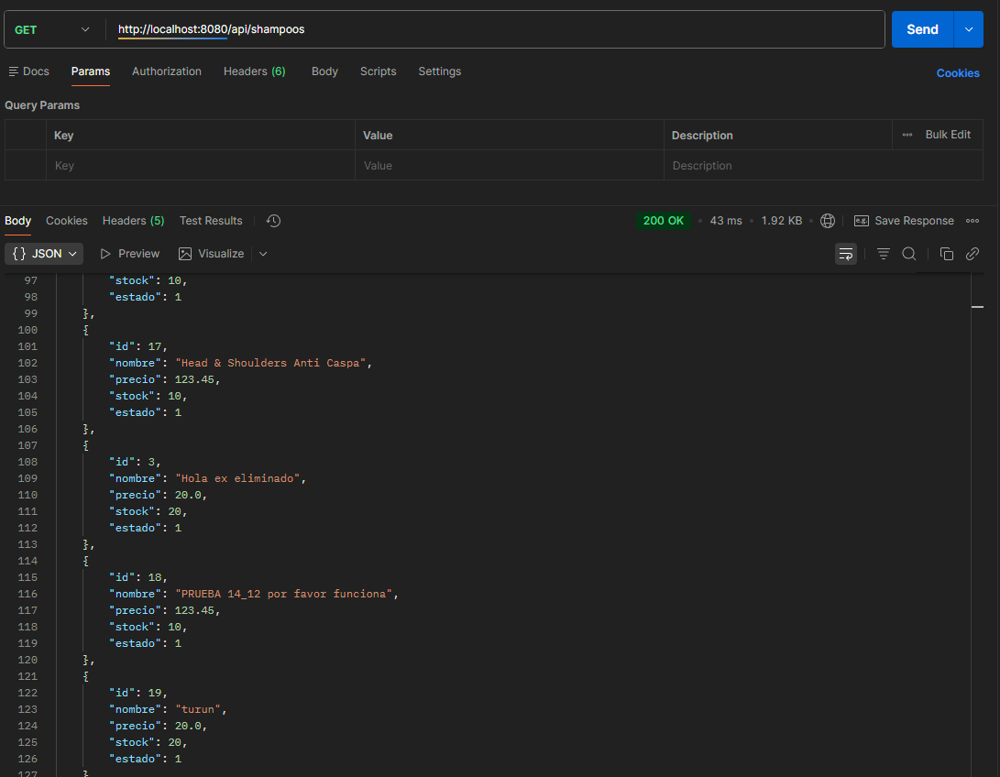 GET http://localhost:8080/api/shampoos Send
Docs Params Authorization Headers (6) Body Scripts Settings Cookies
Query Params
Key Value Description Bulk Edit
Key Value Description
Body Cookies Headers (5) Test Results 200 OK 43 ms 1.92 KB e.g. Save Response
{} JSON Preview Visualize
97 "stock": 10,
98 "estado": 1
99 },
100 {
101 "id": 17,
102 "nombre": "Head & Shoulders Anti Caspa",
103 "precio": 123.45,
104 "stock": 10,
105 "estado": 1
106 },
107 {
108 "id": 3,
109 "nombre": "Hola ex eliminado",
110 "precio": 20.0,
111 "stock": 20,
112 "estado": 1
113 },
114 {
115 "id": 18,
116 "nombre": "PRUEBA 14_12 por favor funciona",
117 "precio": 123.45,
118 "stock": 10,
119 "estado": 1
120 },
121 {
122 "id": 19,
123 "nombre": "turun",
124 "precio": 20.0,
125 "stock": 20,
126 "estado": 1
127 }